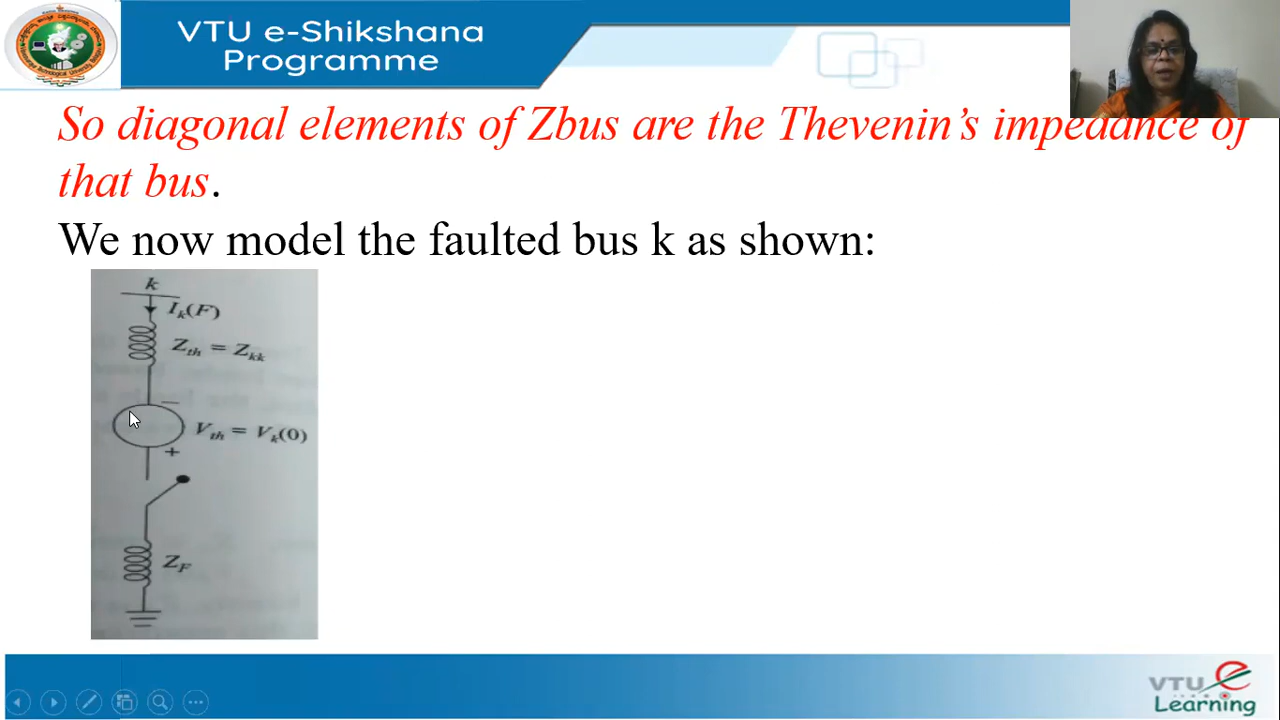 VTU e-Shikshana
Programme
So diagonal elements of Zbus are the Thevenin's impedance of
that bus.
We now model the faulted bus k as shown:
k
I_k(F)
Z_th = Z_kk
−
V_th = V_k(0)
+
Z_F
VTU e
Learning